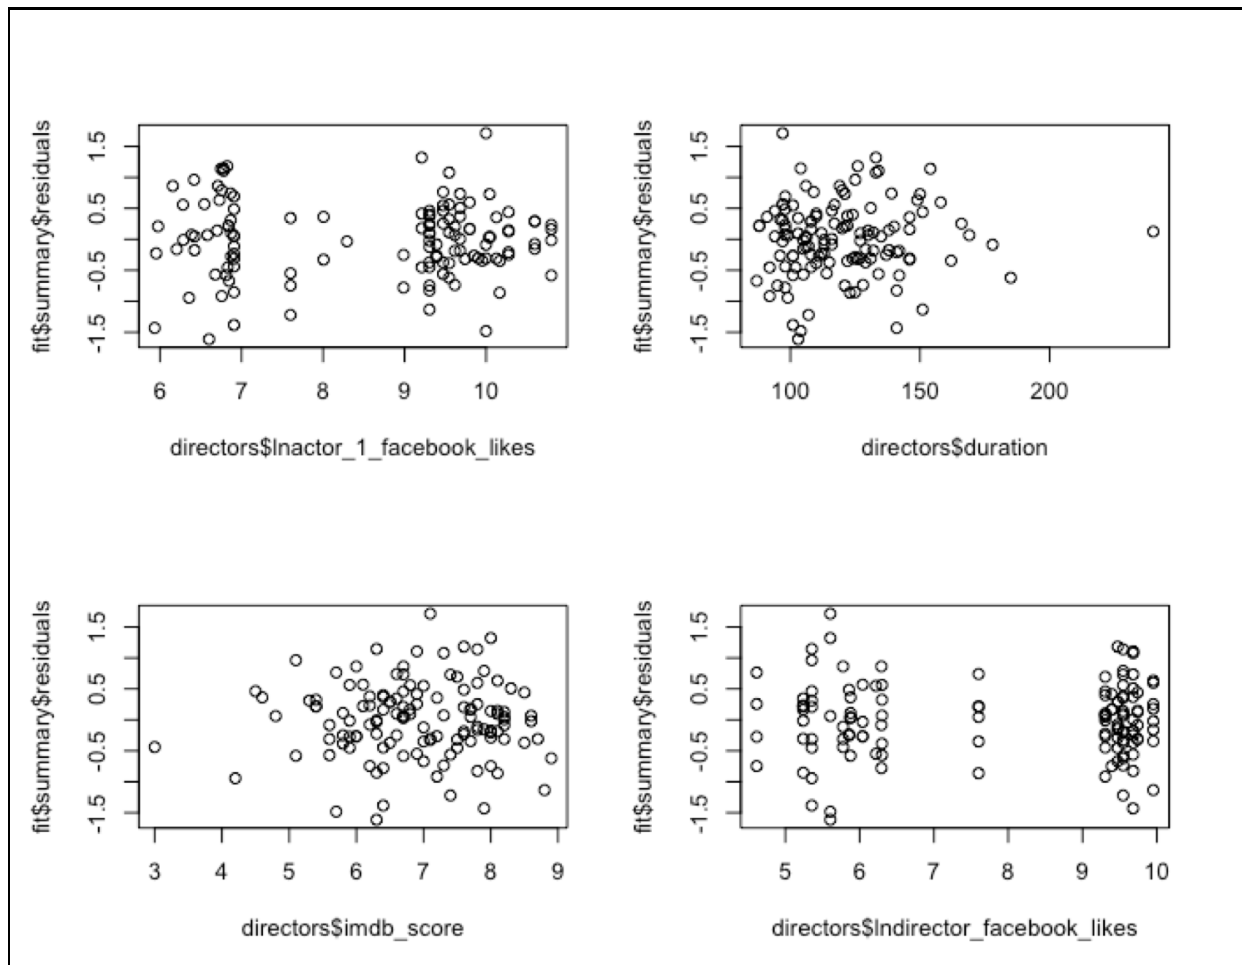 fit$summary$residuals
1.5
0.5
-0.5
-1.5
6 7 8 9 10
directors$lnactor_1_facebook_likes
fit$summary$residuals
1.5
0.5
-0.5
-1.5
100 150 200
directors$duration
fit$summary$residuals
1.5
0.5
-0.5
-1.5
3 4 5 6 7 8 9
directors$imdb_score
fit$summary$residuals
1.5
0.5
-0.5
-1.5
5 6 7 8 9 10
directors$lndirector_facebook_likes